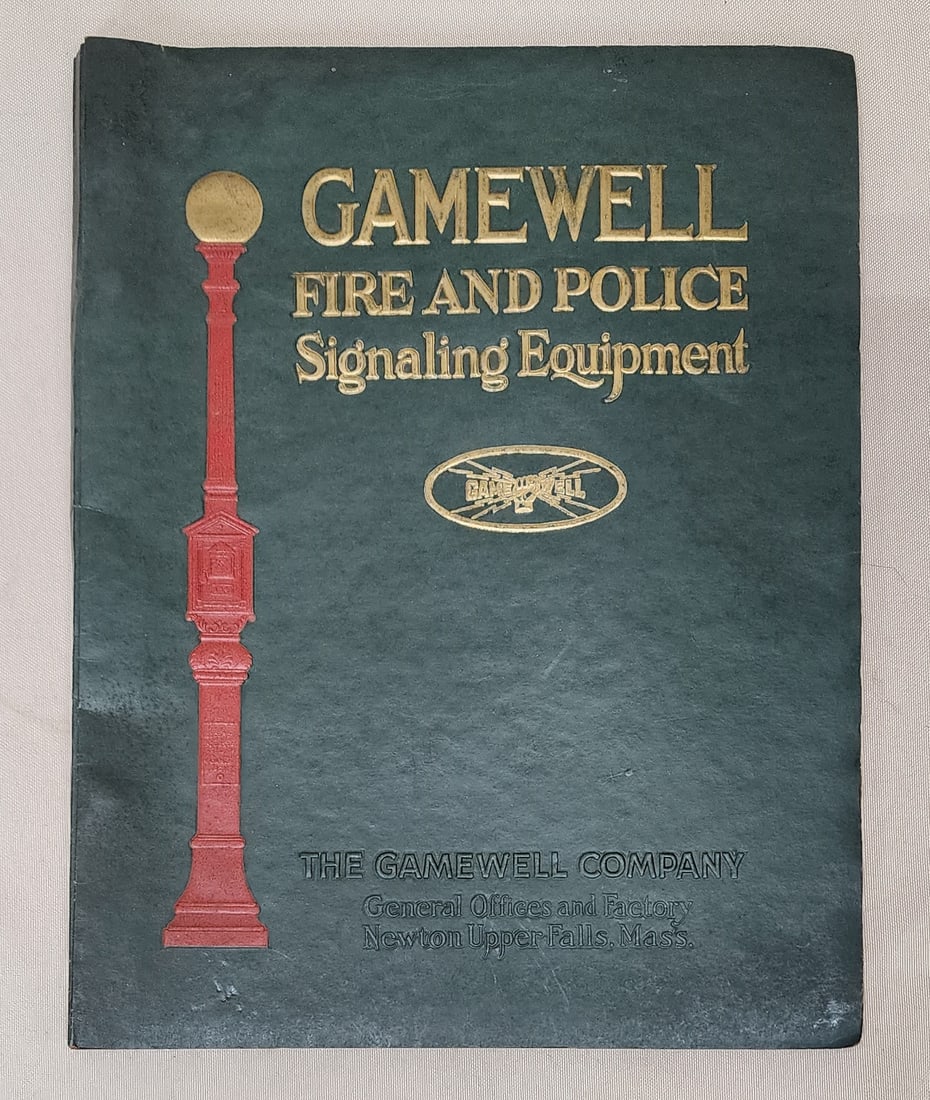 GAMEWELL
FIRE AND POLICE
Signaling Equipment
GAMEWELL
THE GAMEWELL COMPANY
General Offices and Factory
Newton Upper Falls, Mass.